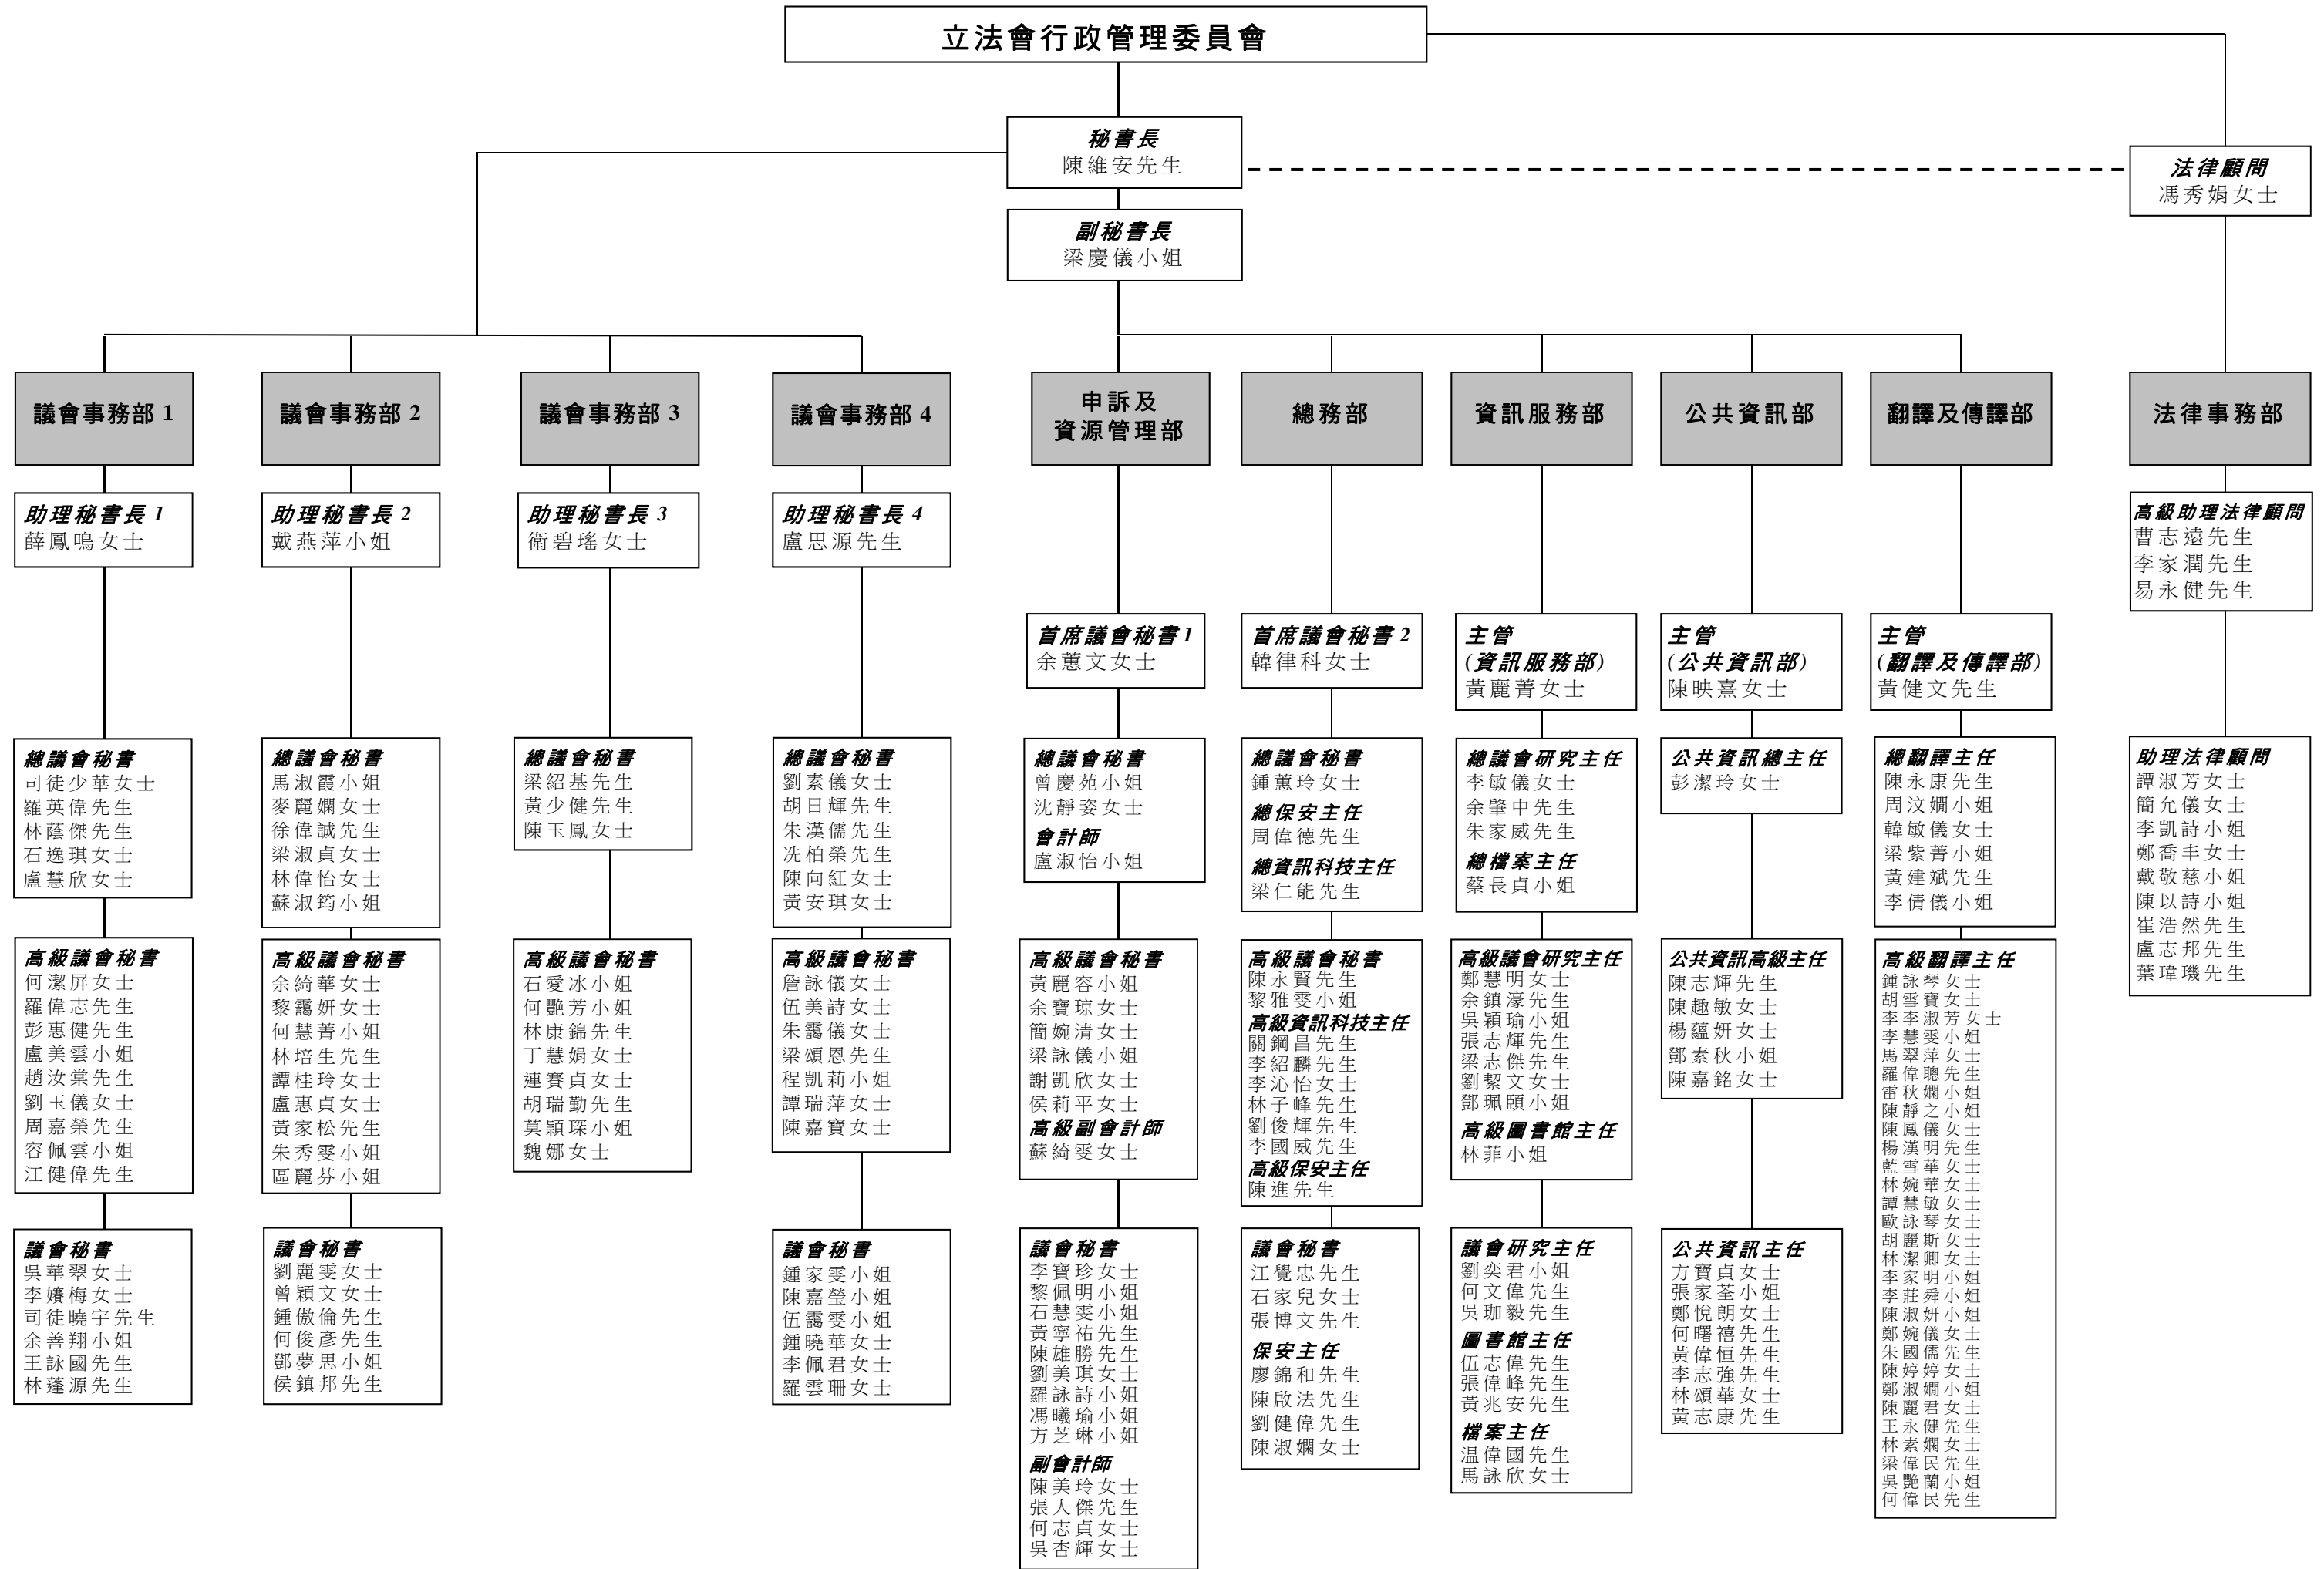 立法會行政管理委員會
秘書長
陳維安先生
法律顧問
馮秀娟女士
副秘書長
梁慶儀小姐
議會事務部 1
助理秘書長 1
薛鳳鳴女士
總議會秘書
司徒少華女士
羅英偉先生
林蔭傑先生
石逸琪女士
盧慧欣女士
高級議會秘書
何潔屏女士
羅偉志先生
彭惠健先生
盧美雲小姐
趙汝棠先生
劉玉儀女士
周嘉榮先生
容佩雲小姐
江健偉先生
議會秘書
吳華翠女士
李嬪梅女士
司徒曉宇先生
余善翔小姐
王詠國先生
林蓬源先生
議會事務部 2
助理秘書長 2
戴燕萍小姐
總議會秘書
馬淑霞小姐
麥麗嫻女士
徐偉誠先生
梁淑貞女士
林偉怡女士
蘇淑筠小姐
高級議會秘書
余綺華女士
黎靄妍女士
何慧菁小姐
林培生先生
譚桂玲女士
盧惠貞女士
黃家松先生
朱秀雯小姐
區麗芬小姐
議會秘書
劉麗雯女士
曾穎文女士
鍾傲倫先生
何俊彥先生
鄧夢思小姐
侯鎮邦先生
議會事務部 3
助理秘書長 3
衛碧瑤女士
總議會秘書
梁紹基先生
黃少健先生
陳玉鳳女士
高級議會秘書
石愛冰小姐
何艷芳小姐
林康錦先生
丁慧娟女士
連賽貞女士
胡瑞勤先生
莫穎琛小姐
魏娜女士
議會事務部 4
助理秘書長 4
盧思源先生
總議會秘書
劉素儀女士
胡日輝先生
朱漢儒先生
冼柏榮先生
陳向紅女士
黃安琪女士
高級議會秘書
詹詠儀女士
伍美詩女士
朱靄儀女士
梁頌恩先生
程凱莉小姐
譚瑞萍女士
陳嘉寶女士
議會秘書
鍾家雯小姐
陳嘉瑩小姐
伍靄雯小姐
鍾曉華女士
李佩君女士
羅雲珊女士
申訴及
資源管理部
首席議會秘書 1
余蕙文女士
總議會秘書
曾慶苑小姐
沈靜姿女士
會計師
盧淑怡小姐
高級議會秘書
黃麗容小姐
余寶琼女士
簡婉清女士
梁詠儀小姐
謝凱欣女士
侯莉平女士
高級副會計師
蘇綺雯女士
議會秘書
李寶珍女士
黎佩明小姐
石慧雯小姐
黃寧祐先生
陳雄勝先生
劉美琪女士
羅詠詩小姐
馮曦瑜小姐
方芝琳小姐
副會計師
陳美玲女士
張人傑先生
何志貞女士
吳杏輝女士
總務部
首席議會秘書 2
韓律科女士
總議會秘書
鍾蕙玲女士
總保安主任
周偉德先生
總資訊科技主任
梁仁能先生
高級議會秘書
陳永賢先生
黎雅雯小姐
高級資訊科技主任
關鋼昌先生
李紹麟先生
李沁怡女士
林子峰先生
劉俊輝先生
李國威先生
高級保安主任
陳進先生
議會秘書
江覺忠先生
石家兒女士
張博文先生
保安主任
廖錦和先生
陳啟法先生
劉健偉先生
陳淑嫻女士
資訊服務部
主管
(資訊服務部)
黃麗菁女士
總議會研究主任
李敏儀女士
余肇中先生
朱家威先生
總檔案主任
蔡長貞小姐
高級議會研究主任
鄭慧明女士
余鎮濠先生
吳穎瑜小姐
張志輝先生
梁志傑先生
劉絜文女士
鄧珮頤小姐
高級圖書館主任
林菲小姐
議會研究主任
劉奕君小姐
何文偉先生
吳珈毅先生
圖書館主任
伍志偉先生
張偉峰先生
黃兆安先生
檔案主任
温偉國先生
馬詠欣女士
公共資訊部
主管
(公共資訊部)
陳映熹女士
公共資訊總主任
彭潔玲女士
公共資訊高級主任
陳志輝先生
陳趣敏女士
楊蘊妍女士
鄧素秋小姐
陳嘉銘女士
公共資訊主任
方寶貞女士
張家荃小姐
鄭悅朗女士
何曙禧先生
黃偉恒先生
李志強先生
林頌華女士
黃志康先生
翻譯及傳譯部
主管
(翻譯及傳譯部)
黃健文先生
總翻譯主任
陳永康先生
周汶嫺小姐
韓敏儀女士
梁紫菁小姐
黃建斌先生
李倩儀小姐
高級翻譯主任
鍾詠琴女士
胡雪寶女士
李李淑芳女士
李慧雯小姐
馬翠萍女士
羅偉聰先生
雷秋嫻小姐
陳靜之小姐
陳鳳儀女士
楊漢明先生
藍雪華女士
林婉華女士
譚慧敏女士
歐詠琴女士
胡麗斯女士
林潔卿女士
李家明小姐
李莊舜小姐
陳淑妍小姐
鄭婉儀女士
朱國儒先生
陳婷婷女士
鄭淑嫺小姐
陳麗君女士
王永健先生
林素嫻女士
梁偉民先生
吳艷蘭小姐
何偉民先生
法律事務部
高級助理法律顧問
曹志遠先生
李家潤先生
易永健先生
助理法律顧問
譚淑芳女士
簡允儀女士
李凱詩小姐
鄭喬丰女士
戴敬慈小姐
陳以詩小姐
崔浩然先生
盧志邦先生
葉瑋璣先生